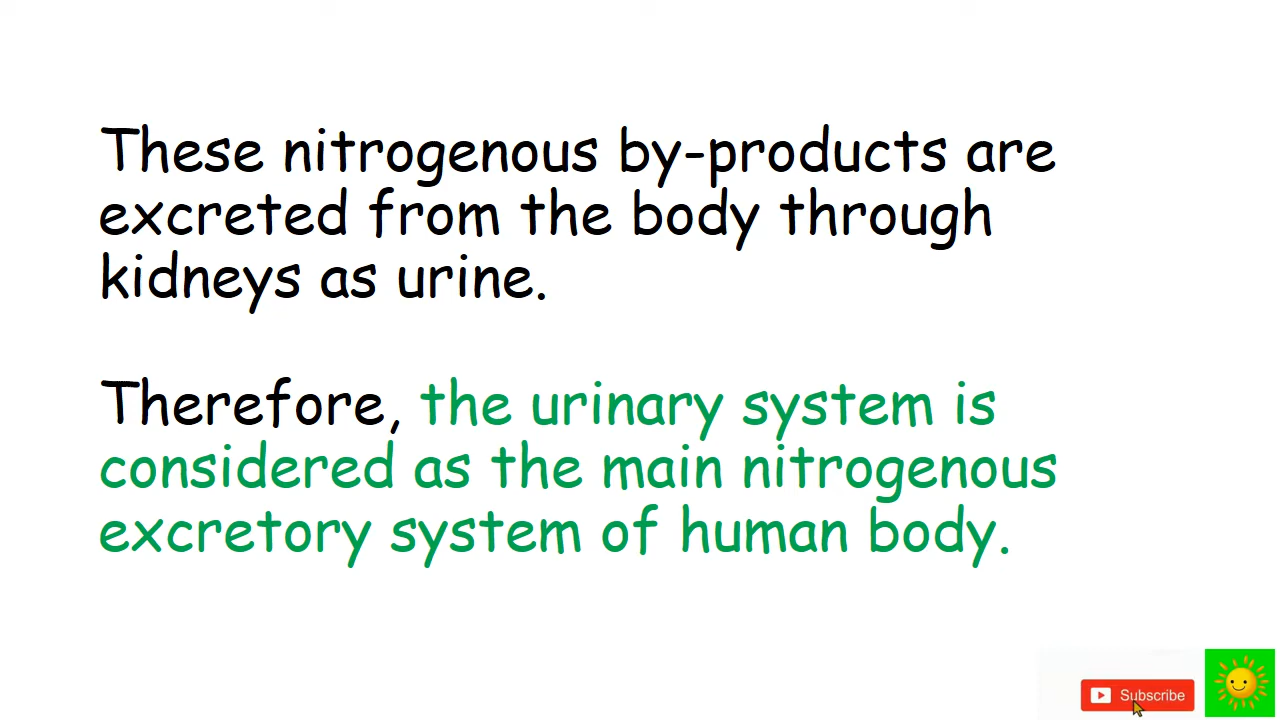 These nitrogenous by-products are
excreted from the body through
kidneys as urine.
Therefore, the urinary system is
considered as the main nitrogenous
excretory system of human body.
Subscribe